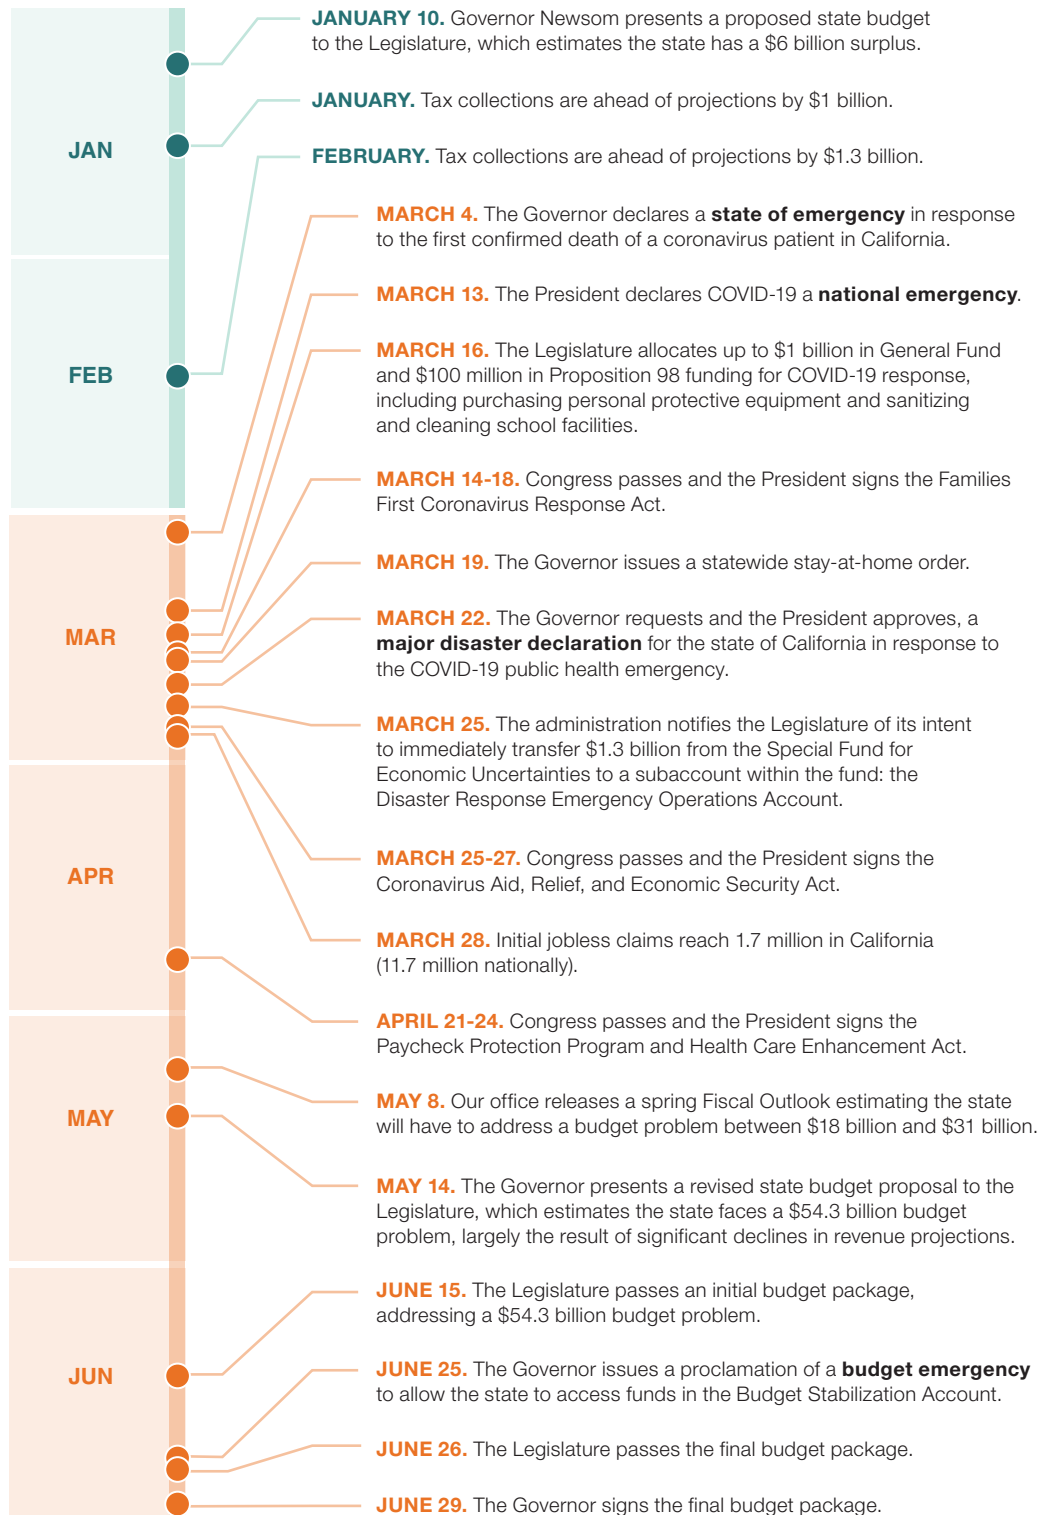 JANUARY 10. Governor Newsom presents a proposed state budget
to the Legislature, which estimates the state has a $6 billion surplus.
JANUARY. Tax collections are ahead of projections by $1 billion.
JAN
FEBRUARY. Tax collections are ahead of projections by $1.3 billion.
MARCH 4. The Governor declares a state of emergency in response
to the first confirmed death of a coronavirus patient in California.
MARCH 13. The President declares COVID-19 a national emergency.
FEB
MARCH 16. The Legislature allocates up to $1 billion in General Fund
and $100 million in Proposition 98 funding for COVID-19 response,
including purchasing personal protective equipment and sanitizing
and cleaning school facilities.
MARCH 14-18. Congress passes and the President signs the Families
First Coronavirus Response Act.
MARCH 19. The Governor issues a statewide stay-at-home order.
MAR
MARCH 22. The Governor requests and the President approves, a
major disaster declaration for the state of California in response to
the COVID-19 public health emergency.
MARCH 25. The administration notifies the Legislature of its intent
to immediately transfer $1.3 billion from the Special Fund for
Economic Uncertainties to a subaccount within the fund: the
Disaster Response Emergency Operations Account.
APR
MARCH 25-27. Congress passes and the President signs the
Coronavirus Aid, Relief, and Economic Security Act.
MARCH 28. Initial jobless claims reach 1.7 million in California
(11.7 million nationally).
APRIL 21-24. Congress passes and the President signs the
Paycheck Protection Program and Health Care Enhancement Act.
MAY
MAY 8. Our office releases a spring Fiscal Outlook estimating the state
will have to address a budget problem between $18 billion and $31 billion.
MAY 14. The Governor presents a revised state budget proposal to the
Legislature, which estimates the state faces a $54.3 billion budget
problem, largely the result of significant declines in revenue projections.
JUNE 15. The Legislature passes an initial budget package,
addressing a $54.3 billion budget problem.
JUN
JUNE 25. The Governor issues a proclamation of a budget emergency
to allow the state to access funds in the Budget Stabilization Account.
JUNE 26. The Legislature passes the final budget package.
JUNE 29. The Governor signs the final budget package.